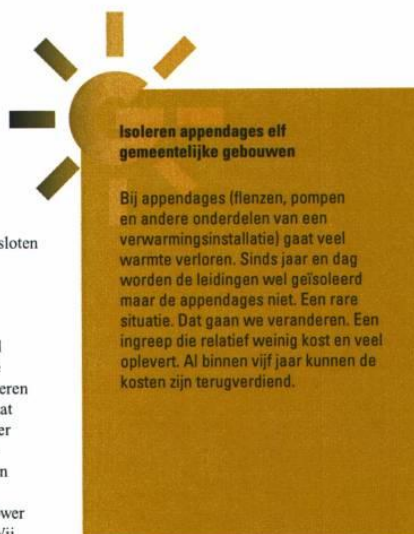 sloten
eren
at
er
n
wer
Isoleren appendages elf
gemeentelijke gebouwen
Bij appendages (flenzen, pompen
en andere onderdelen van een
verwarmingsinstallatie) gaat veel
warmte verloren. Sinds jaar en dag
worden de leidingen wel geïsoleerd
maar de appendages niet. Een rare
situatie. Dat gaan we veranderen. Een
ingreep die relatief weinig kost en veel
oplevert. Al binnen vijf jaar kunnen de
kosten zijn terugverdiend.